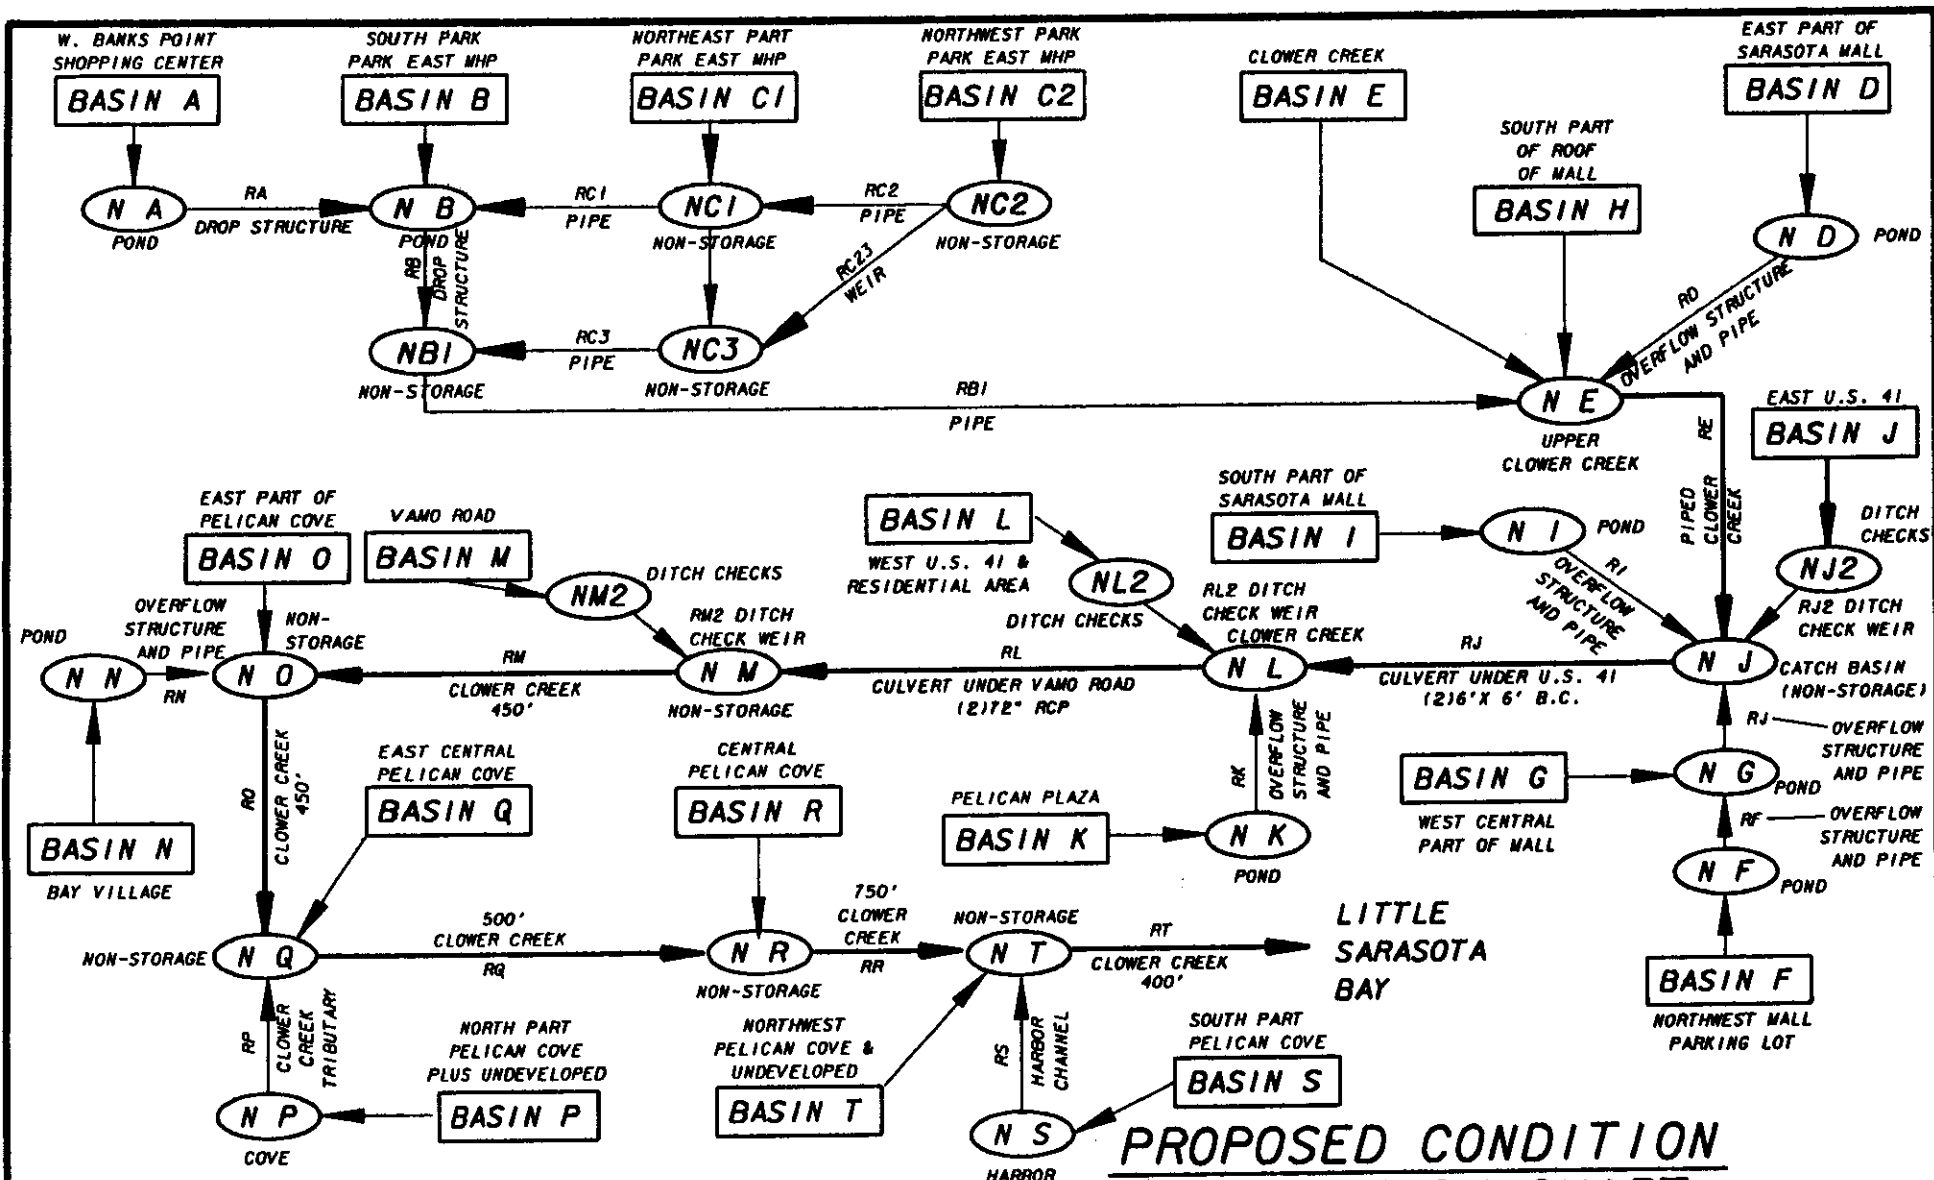 W. BANKS POINT
SHOPPING CENTER
BASIN A
SOUTH PARK
PARK EAST MHP
BASIN B
NORTHEAST PART
PARK EAST MHP
BASIN C1
NORTHWEST PARK
PARK EAST MHP
BASIN C2
CLOWER CREEK
BASIN E
EAST PART OF
SARASOTA MALL
BASIN D
SOUTH PART
OF ROOF
OF MALL
BASIN H
N A
POND
RA
DROP STRUCTURE
N B
POND
RC1
PIPE
NC1
NON-STORAGE
RC2
PIPE
NC2
NON-STORAGE
N D
POND
RB
DROP
STRUCTURE
RC23
WEIR
RD
OVERFLOW STRUCTURE
AND PIPE
NB1
NON-STORAGE
RC3
PIPE
NC3
NON-STORAGE
RB1
PIPE
N E
UPPER
CLOWER CREEK
RE
PIPED
CLOWER
CREEK
EAST U.S. 41
BASIN J
DITCH
CHECKS
NJ2
RJ2 DITCH
CHECK WEIR
EAST PART OF
PELICAN COVE
BASIN O
VAMO ROAD
BASIN M
NM2
DITCH CHECKS
RM2 DITCH
CHECK WEIR
BASIN L
WEST U.S. 41 &
RESIDENTIAL AREA
NL2
DITCH CHECKS
RL2 DITCH
CHECK WEIR
CLOWER CREEK
SOUTH PART OF
SARASOTA MALL
BASIN I
N I
POND
RI
OVERFLOW
STRUCTURE
AND PIPE
POND
OVERFLOW
STRUCTURE
AND PIPE
NON-
STORAGE
N N
RN
N O
RM
CLOWER CREEK
450'
N M
NON-STORAGE
RL
CULVERT UNDER VAMO ROAD
(2)72" RCP
N L
RJ
CULVERT UNDER U.S. 41
(2)6'X 6' B.C.
N J
CATCH BASIN
(NON-STORAGE)
RJ
OVERFLOW
STRUCTURE
AND PIPE
BASIN G
WEST CENTRAL
PART OF MALL
N G
POND
RF
OVERFLOW
STRUCTURE
AND PIPE
N F
POND
BASIN F
NORTHWEST MALL
PARKING LOT
RK
OVERFLOW
STRUCTURE
AND PIPE
PELICAN PLAZA
BASIN K
N K
POND
BASIN N
BAY VILLAGE
RO
CLOWER CREEK
450'
EAST CENTRAL
PELICAN COVE
BASIN Q
CENTRAL
PELICAN COVE
BASIN R
NON-STORAGE
N Q
500'
CLOWER CREEK
RQ
N R
NON-STORAGE
750'
CLOWER
CREEK
RR
NON-STORAGE
N T
RT
CLOWER CREEK
400'
LITTLE
SARASOTA
BAY
RP
CLOWER
CREEK
TRIBUTARY
NORTH PART
PELICAN COVE
PLUS UNDEVELOPED
BASIN P
N P
COVE
NORTHWEST
PELICAN COVE &
UNDEVELOPED
BASIN T
RS
HARBOR
CHANNEL
SOUTH PART
PELICAN COVE
BASIN S
N S
HARBOR
PROPOSED CONDITION